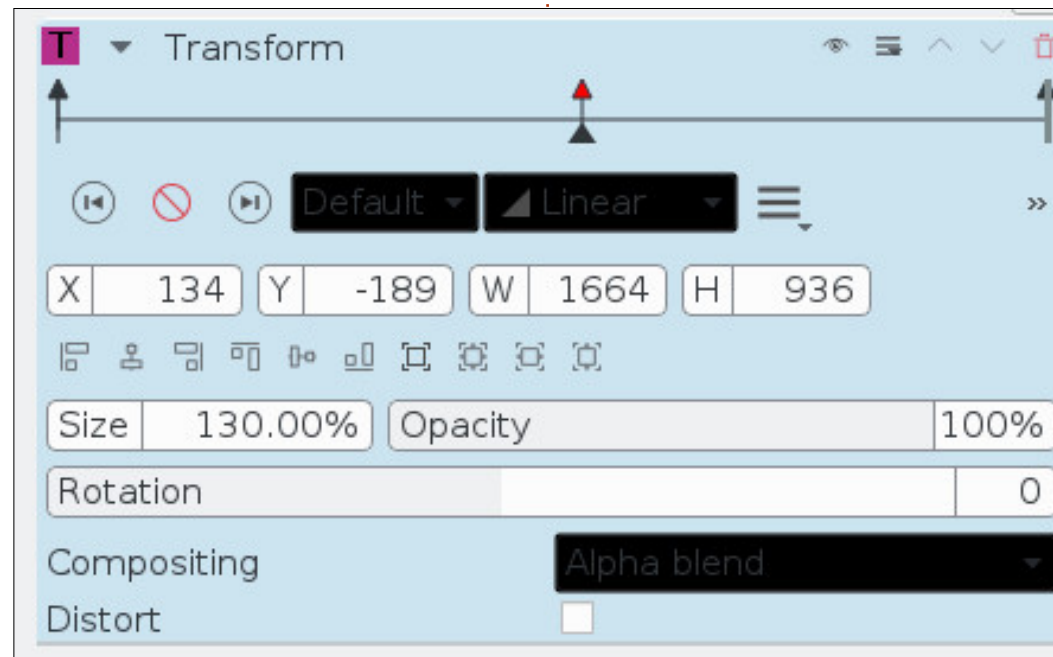 T Transform
Default Linear
X 134 Y -189 W 1664 H 936
Size 130.00% Opacity 100%
Rotation 0
Compositing Alpha blend
Distort